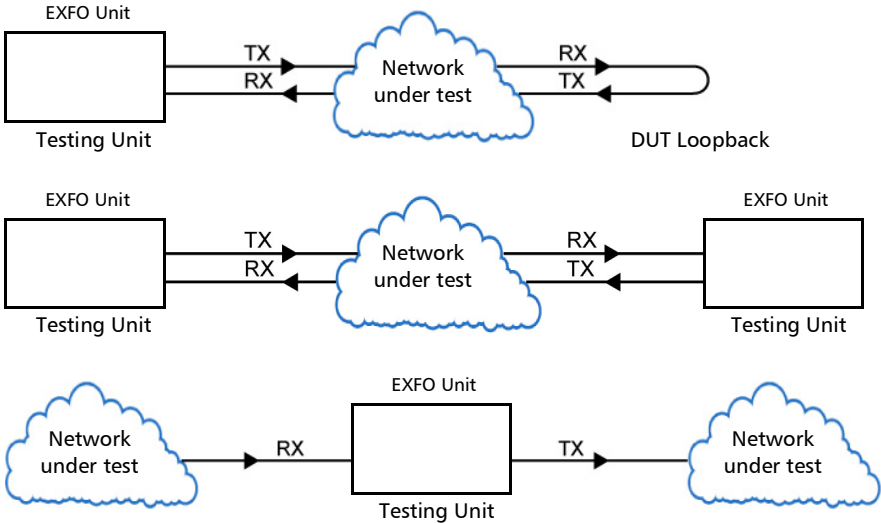 EXFO Unit
TX
RX
Network
under test
RX
TX
Testing Unit
DUT Loopback
EXFO Unit
EXFO Unit
TX
RX
Network
under test
RX
TX
Testing Unit
Testing Unit
EXFO Unit
Network
under test
RX
TX
Network
under test
Testing Unit